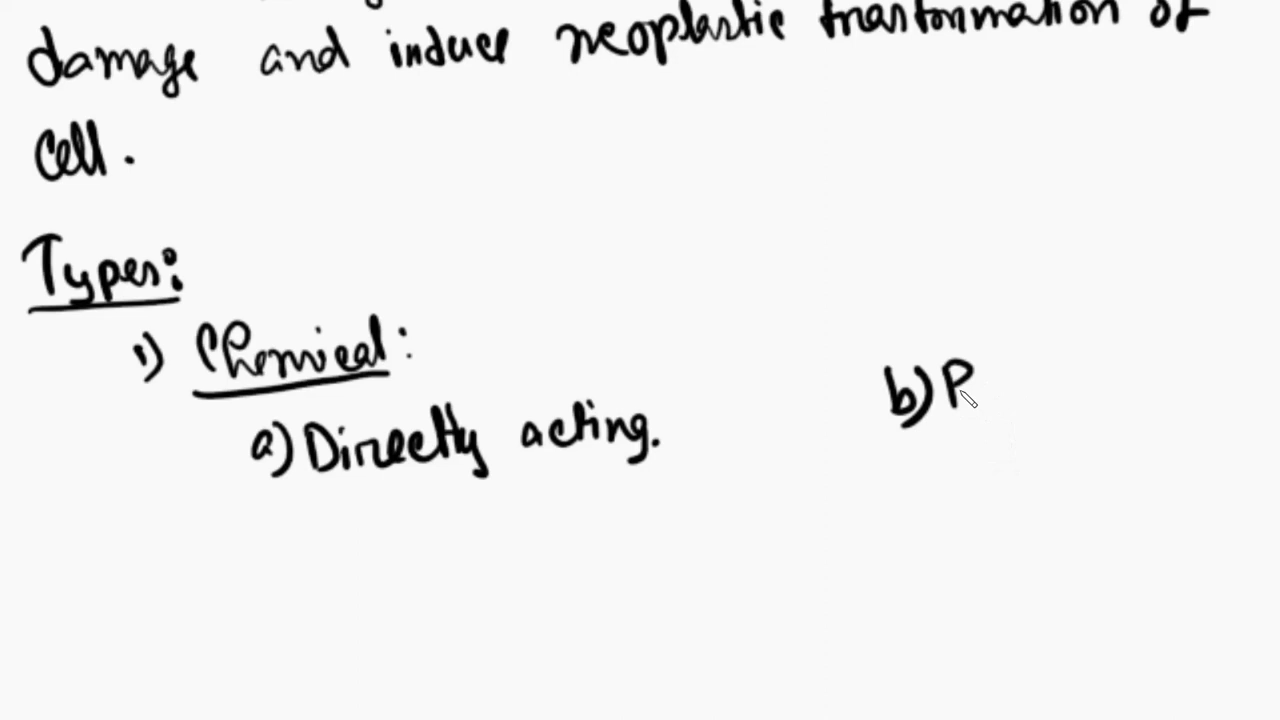 damage and induce neoplastic transformation of
cell.
Types:
1) Chemical:
a) Directly acting.
b) P